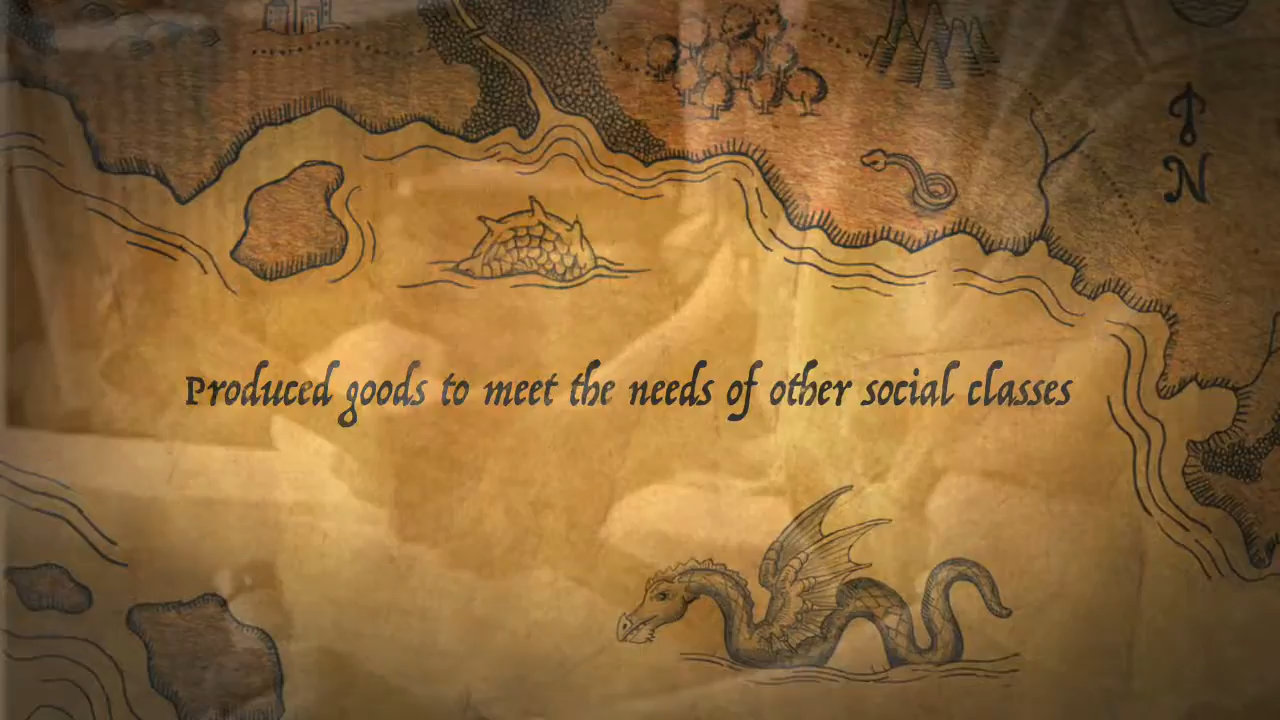 N
Produced goods to meet the needs of other social classes